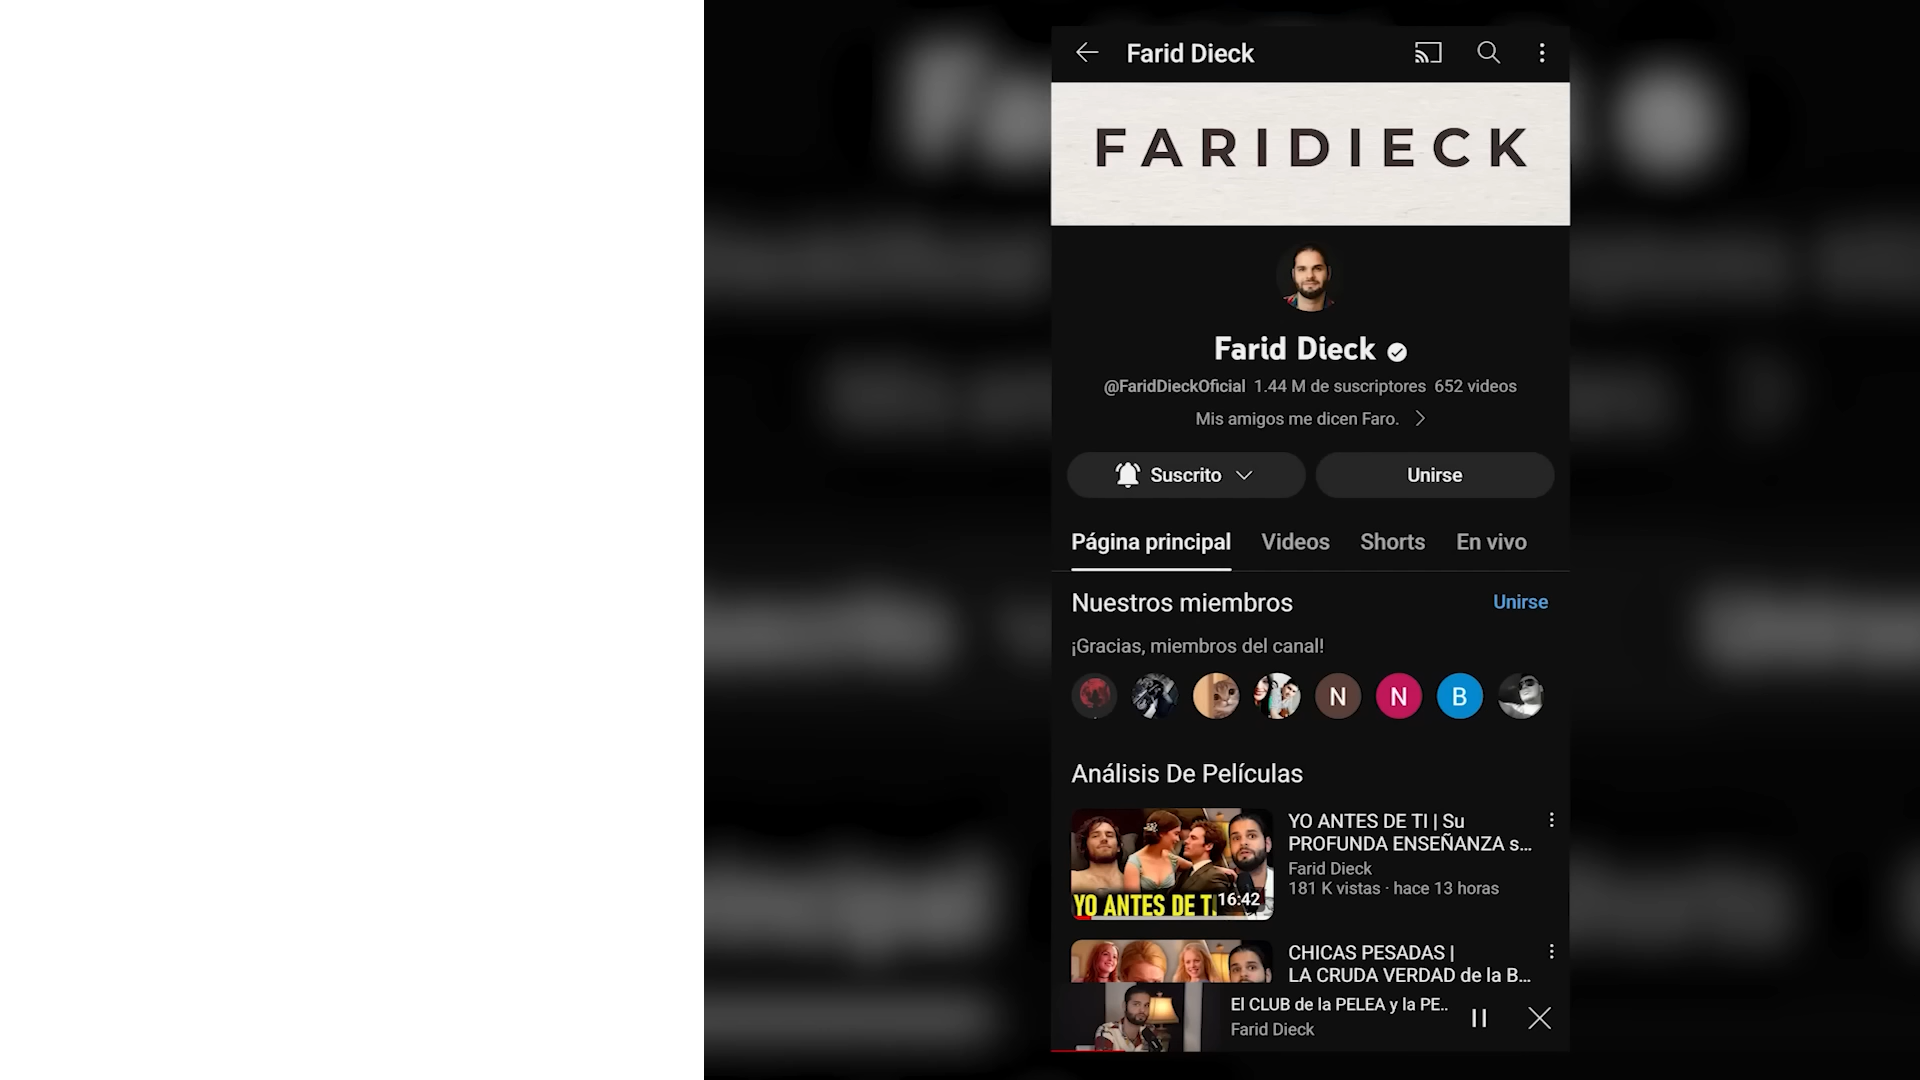 Farid Dieck
FARIDIECK
Farid Dieck
@FaridDieckOficial 1.44 M de suscriptores 652 videos
Mis amigos me dicen Faro.
Suscrito
Unirse
Página principal
Videos
Shorts
En vivo
Nuestros miembros
Unirse
¡Gracias, miembros del canal!
N
N
B
Análisis De Películas
YO ANTES DE TI
16:42
YO ANTES DE TI | Su
PROFUNDA ENSEÑANZA s...
Farid Dieck
181 K vistas · hace 13 horas
CHICAS PESADAS |
LA CRUDA VERDAD de la B...
El CLUB de la PELEA y la PE..
Farid Dieck